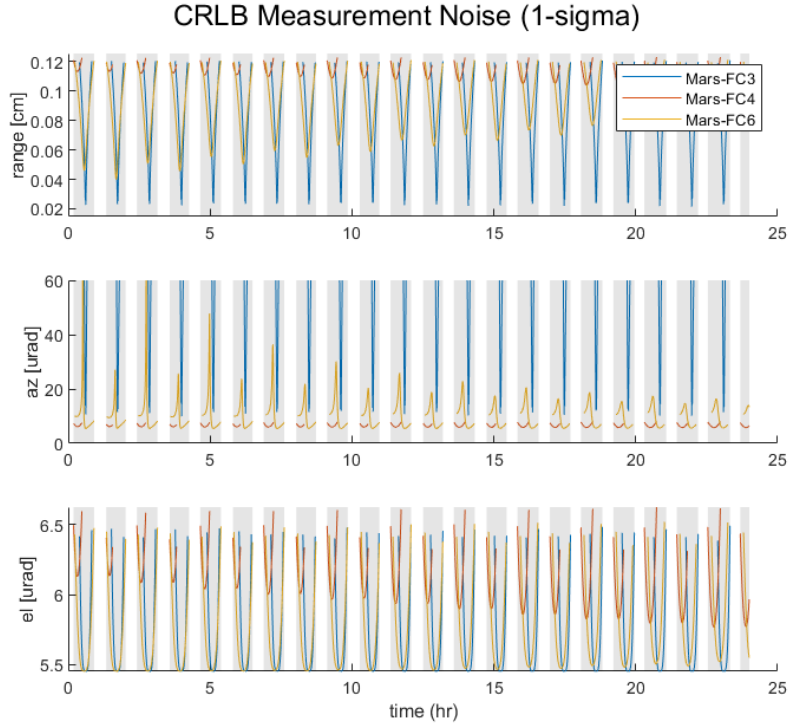 CRLB Measurement Noise (1-sigma)
0.12
0.1
0.08
0.06
0.04
0.02
range [cm]
Mars-FC3
Mars-FC4
Mars-FC6
0 5 10 15 20 25
60
40
20
0
az [urad]
0 5 10 15 20 25
6.5
6
5.5
el [urad]
0 5 10 15 20 25
time (hr)